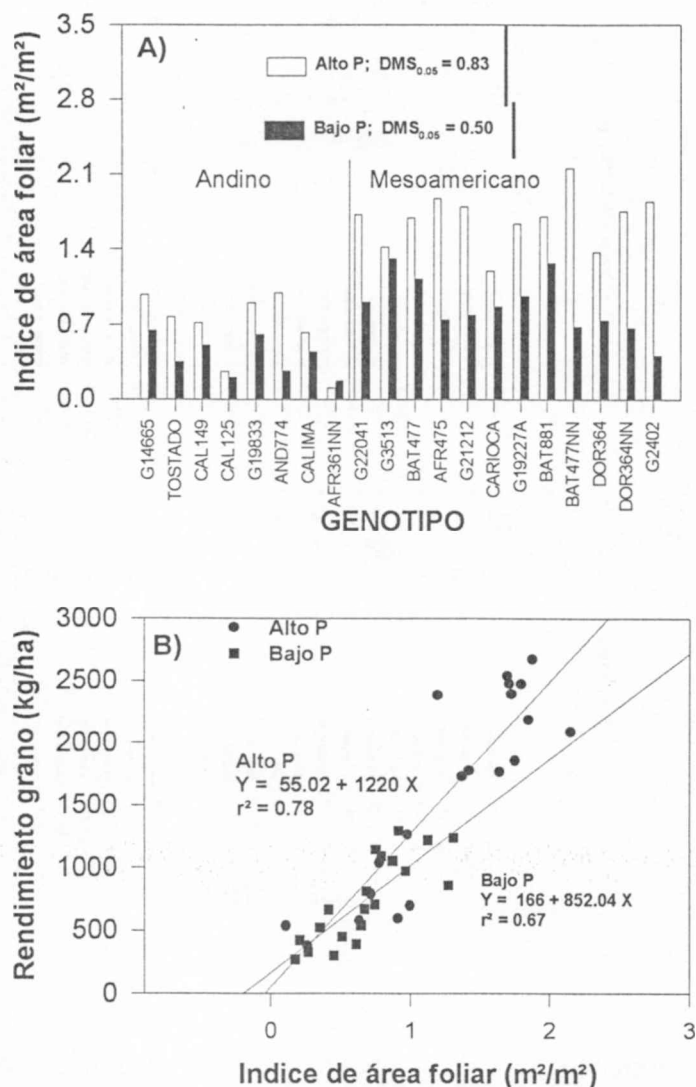 A)
Alto P; DMS₀.₀₅ = 0.83
Bajo P; DMS₀.₀₅ = 0.50
Andino
Mesoamericano
Indice de área foliar (m²/m²)
3.5
2.8
2.1
1.4
0.7
0.0
G14665
TOSTADO
CAL149
CAL125
G19833
AND774
CALIMA
AFR361NN
G22041
G3513
BAT477
AFR475
G21212
CARIOCA
G19227A
BAT881
BAT477NN
DOR364
DOR364NN
G2402
GENOTIPO
B)
Alto P
Bajo P
Rendimiento grano (kg/ha)
3000
2500
2000
1500
1000
500
0
Alto P
Y = 55.02 + 1220 X
r² = 0.78
Bajo P
Y = 166 + 852.04 X
r² = 0.67
0 1 2 3
Indice de área foliar (m²/m²)